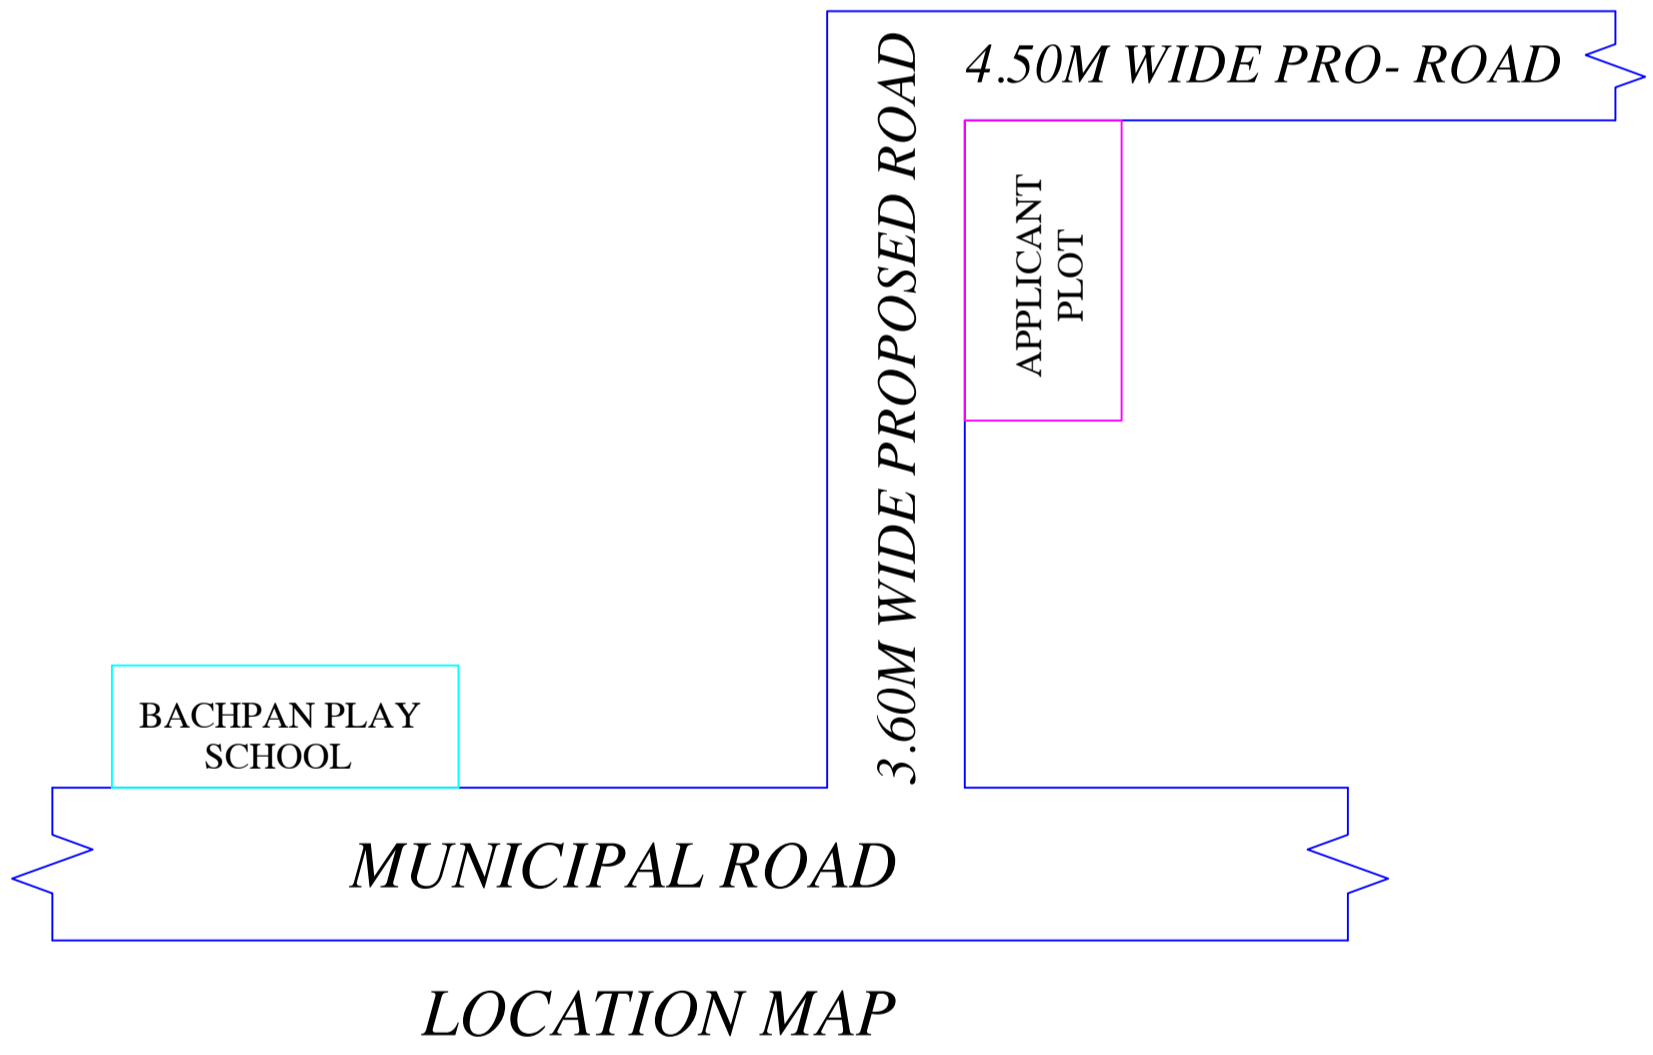 4.50M WIDE PRO- ROAD
3.60M WIDE PROPOSED ROAD
APPLICANT
PLOT
BACHPAN PLAY
SCHOOL
MUNICIPAL ROAD
LOCATION MAP